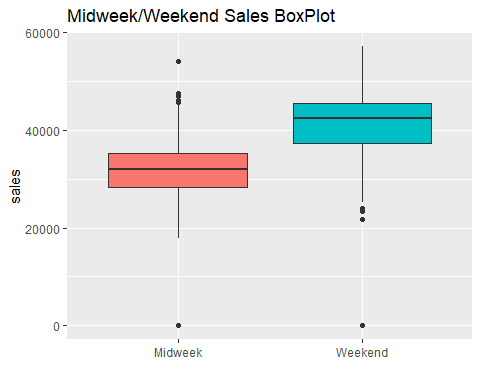 Midweek/Weekend Sales BoxPlot
60000
40000
20000
0
sales
Midweek Weekend